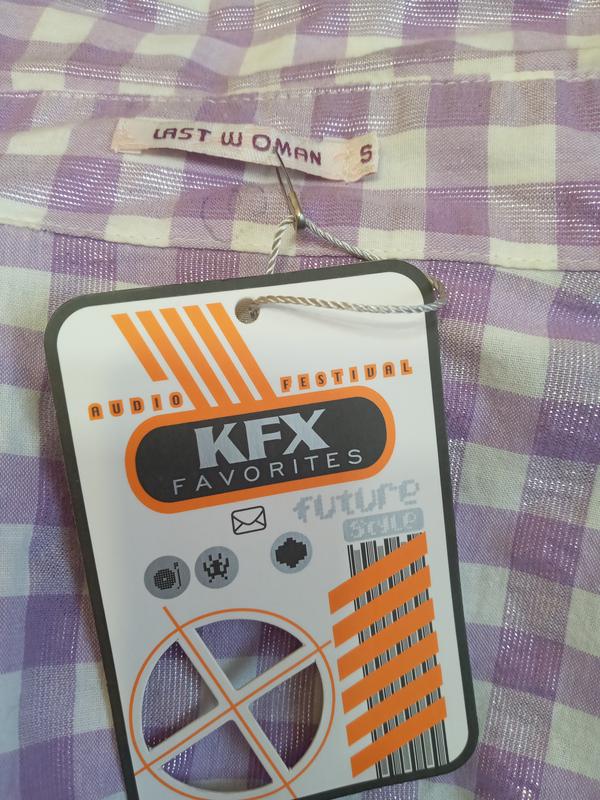 LAST WOMAN S
AUDIO FESTIVAL
KFX
FAVORITES
future
style